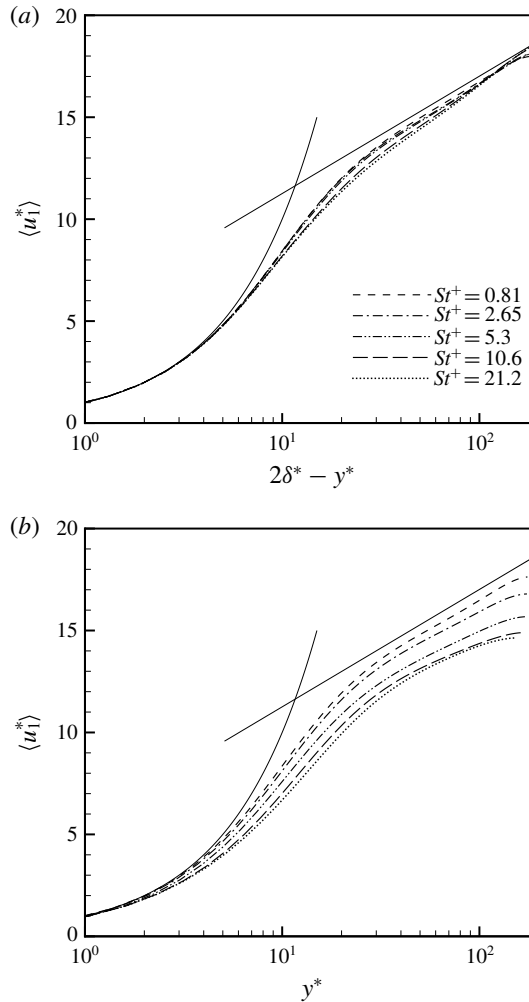 (a)
20
15
10
5
0
⟨u₁*⟩
St⁺ = 0.81
St⁺ = 2.65
St⁺ = 5.3
St⁺ = 10.6
St⁺ = 21.2
10⁰ 10¹ 10²
2δ* − y*
(b)
20
15
10
5
0
⟨u₁*⟩
10⁰ 10¹ 10²
y*